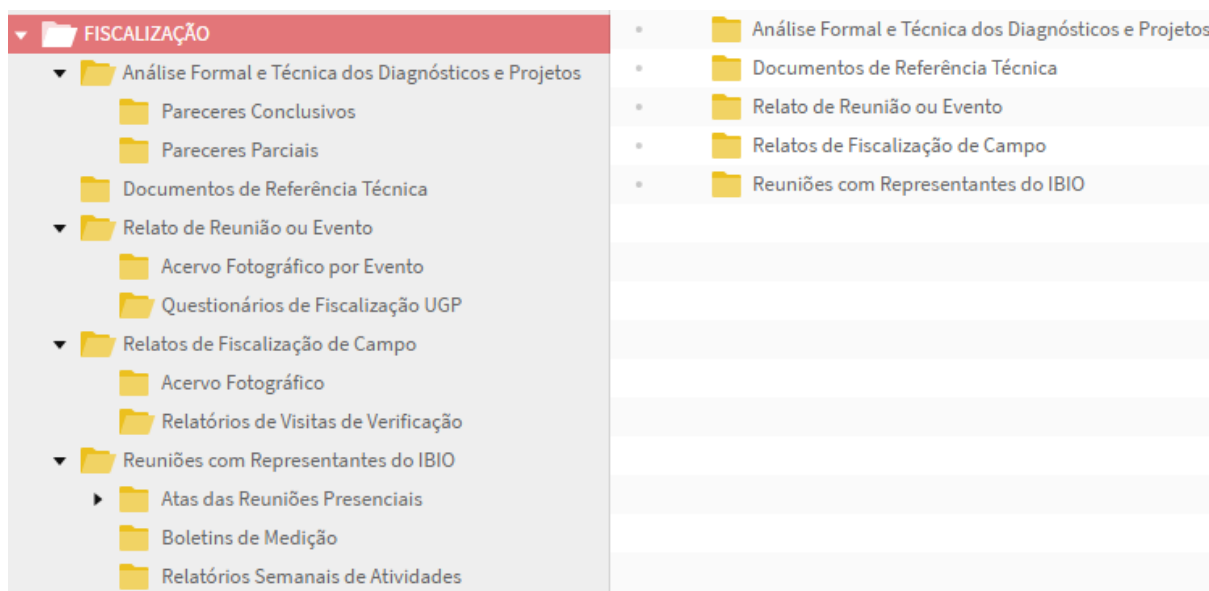 FISCALIZAÇÃO
Análise Formal e Técnica dos Diagnósticos e Projetos
Pareceres Conclusivos
Pareceres Parciais
Documentos de Referência Técnica
Relato de Reunião ou Evento
Acervo Fotográfico por Evento
Questionários de Fiscalização UGP
Relatos de Fiscalização de Campo
Acervo Fotográfico
Relatórios de Visitas de Verificação
Reuniões com Representantes do IBIO
Atas das Reuniões Presenciais
Boletins de Medição
Relatórios Semanais de Atividades
Análise Formal e Técnica dos Diagnósticos e Projetos
Documentos de Referência Técnica
Relato de Reunião ou Evento
Relatos de Fiscalização de Campo
Reuniões com Representantes do IBIO